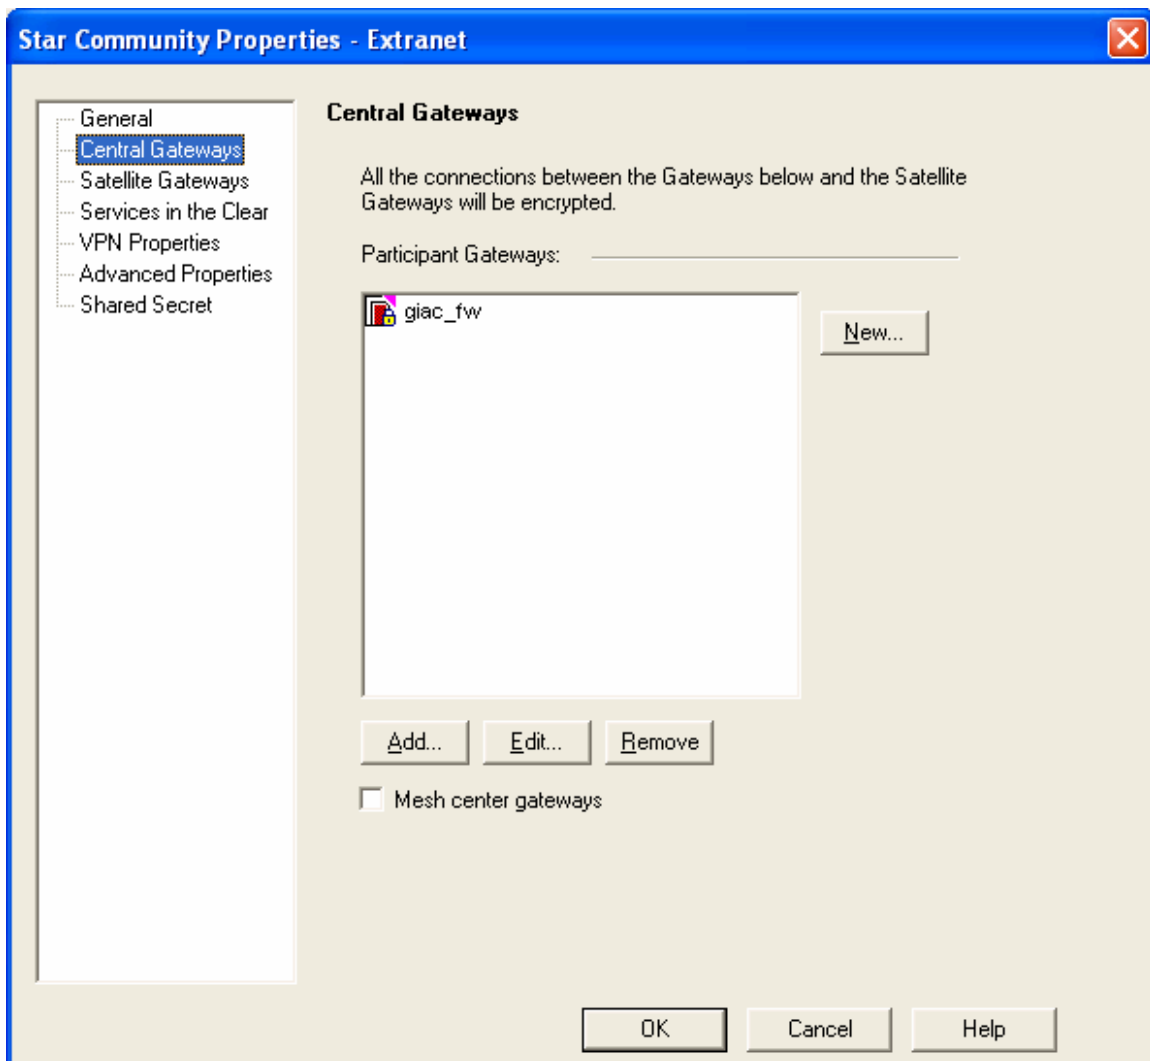 Star Community Properties - Extranet
General
Central Gateways
Satellite Gateways
Services in the Clear
VPN Properties
Advanced Properties
Shared Secret
Central Gateways
All the connections between the Gateways below and the Satellite
Gateways will be encrypted.
Participant Gateways:
giac_fw
New...
Add...
Edit...
Remove
Mesh center gateways
OK
Cancel
Help